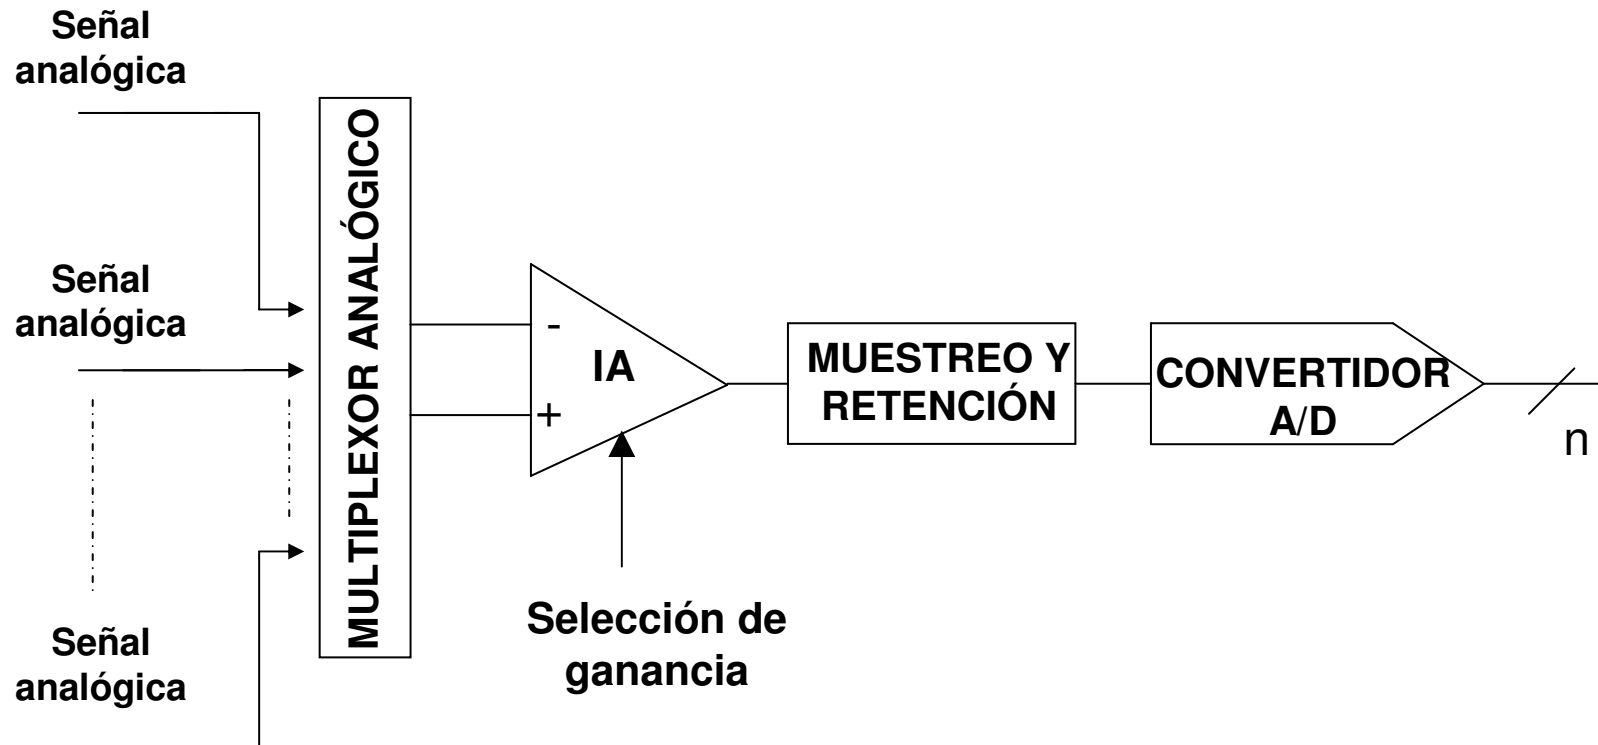 Señal
analógica
Señal
analógica
Señal
analógica
MULTIPLEXOR ANALÓGICO
-
IA
+
Selección de
ganancia
MUESTREO Y
RETENCIÓN
CONVERTIDOR
A/D
n